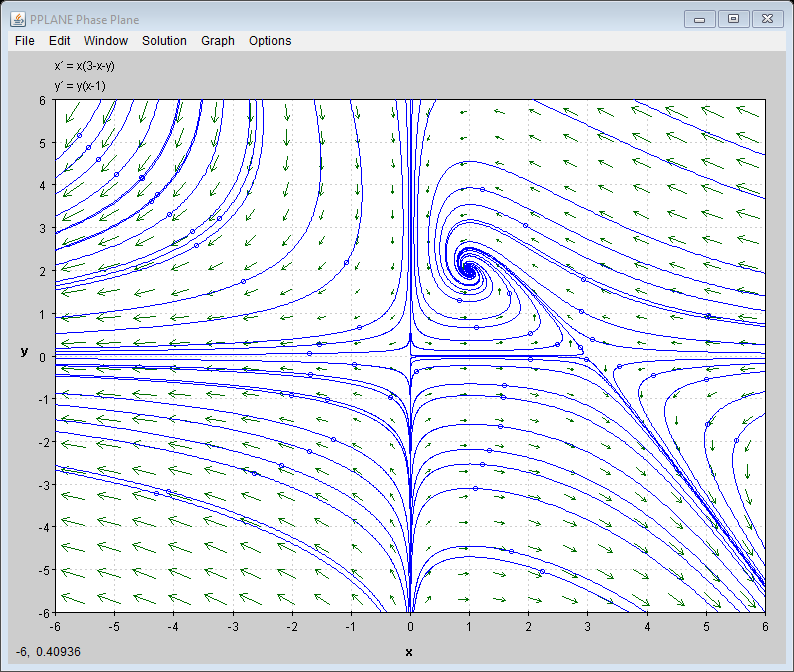 PPLANE Phase Plane
File Edit Window Solution Graph Options
x' = x(3-x-y)
y' = y(x-1)
6
5
4
3
2
1
y
0
-1
-2
-3
-4
-5
-6
-6 -5 -4 -3 -2 -1 0 1 2 3 4 5 6
x
-6, 0.40936